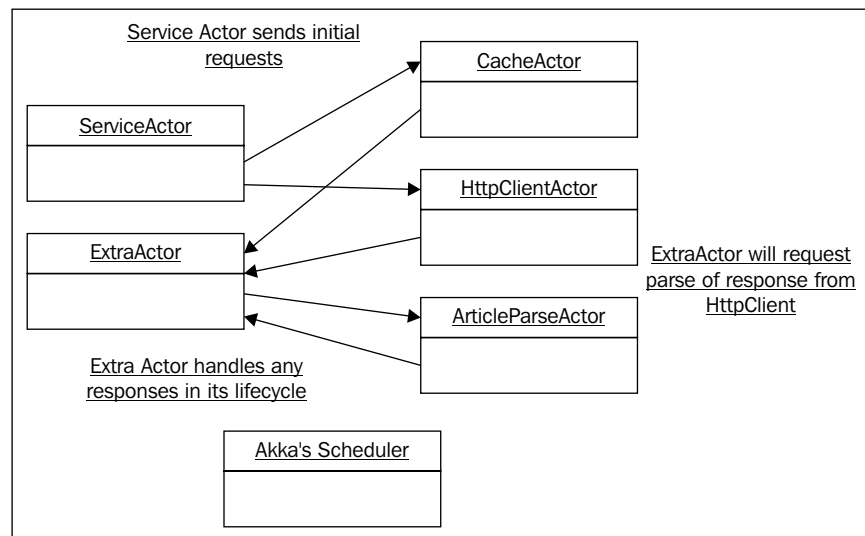 Service Actor sends initial
requests
CacheActor
ServiceActor
HttpClientActor
ExtraActor
ExtraActor will request
parse of response from
HttpClient
ArticleParseActor
Extra Actor handles any
responses in its lifecycle
Akka's Scheduler